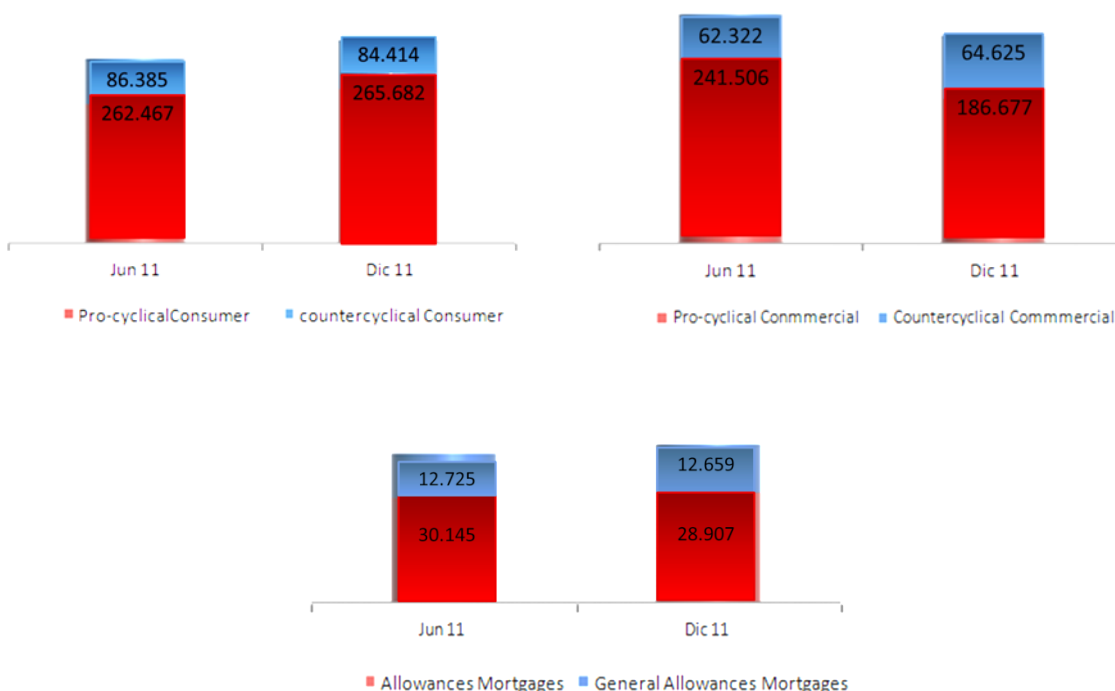 86.385
84.414
262.467
265.682
Jun 11
Dic 11
Pro-cyclicalConsumer
countercyclical Consumer
62.322
64.625
241.506
186.677
Jun 11
Dic 11
Pro-cyclical Conmmercial
Countercyclical Commmercial
12.725
12.659
30.145
28.907
Jun 11
Dic 11
Allowances Mortgages
General Allowances Mortgages